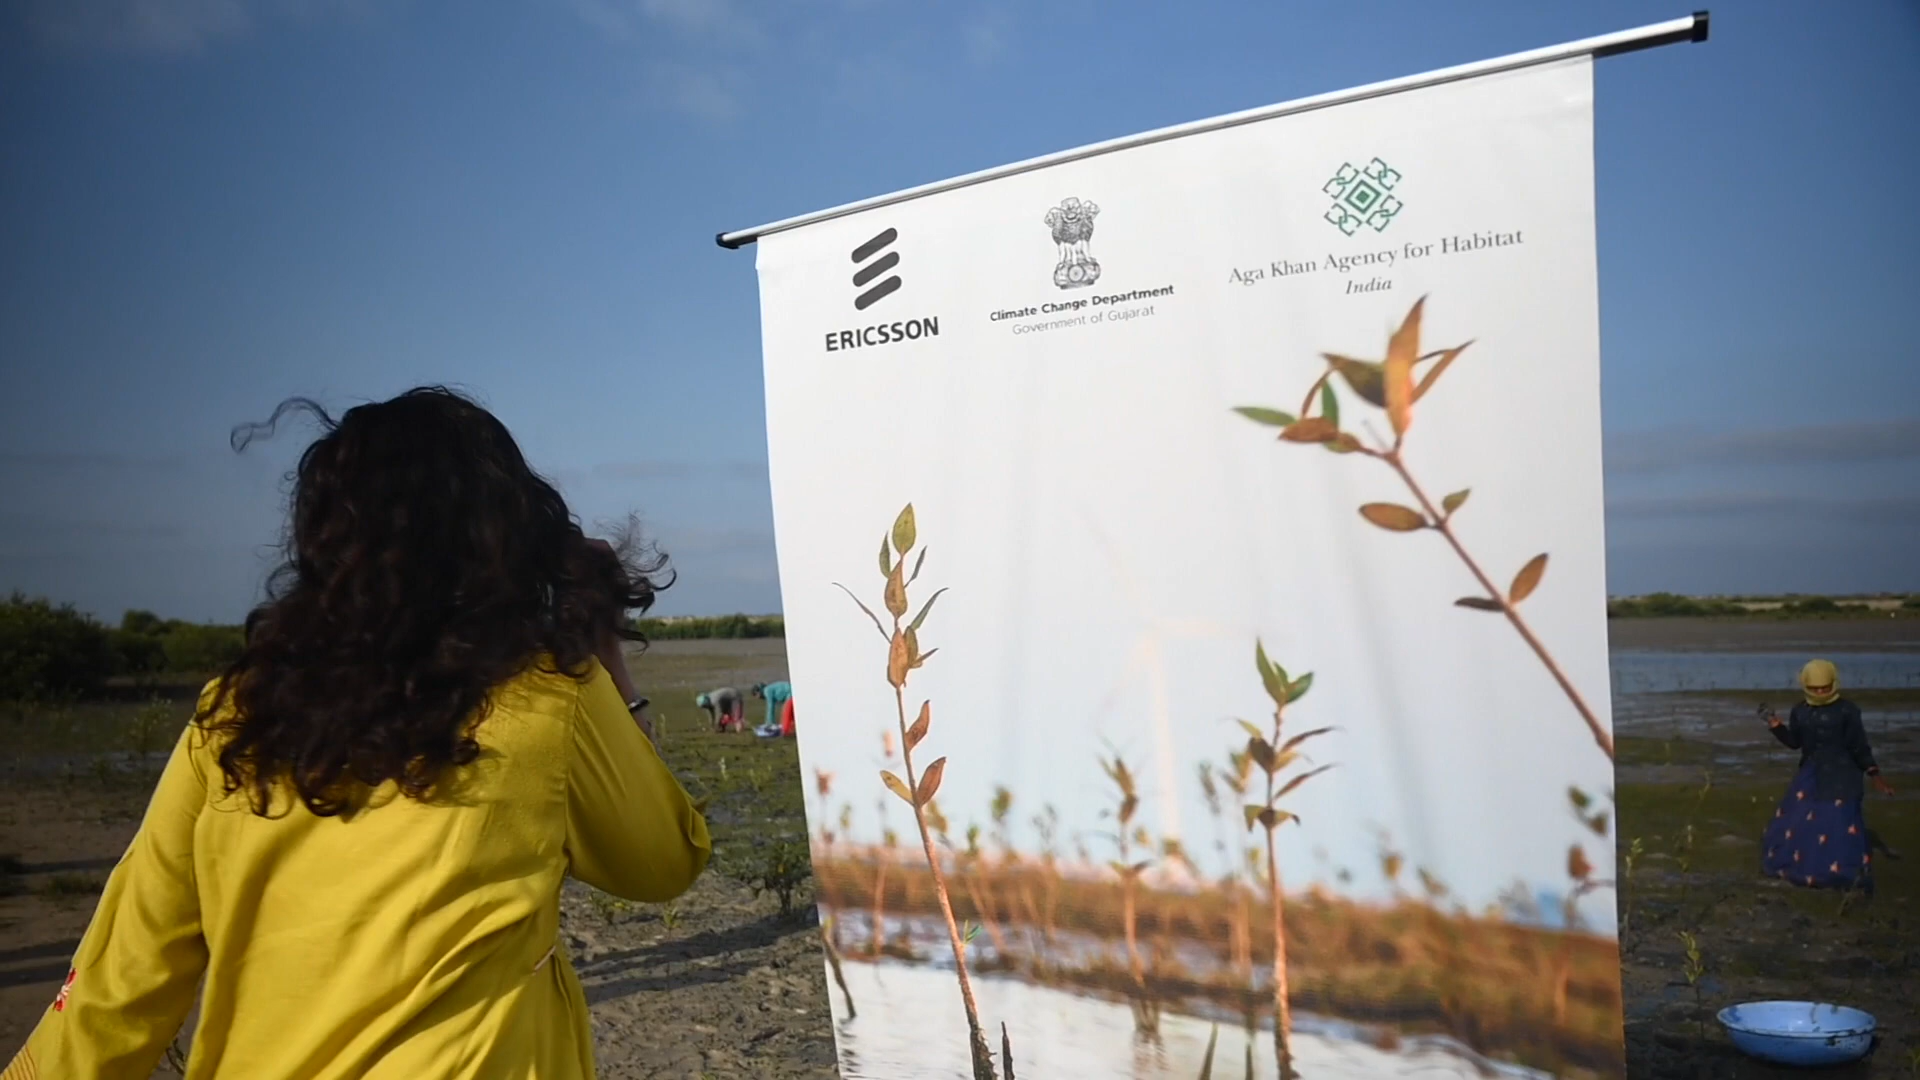 ERICSSON
Climate Change Department
Government of Gujarat
Aga Khan Agency for Habitat
India